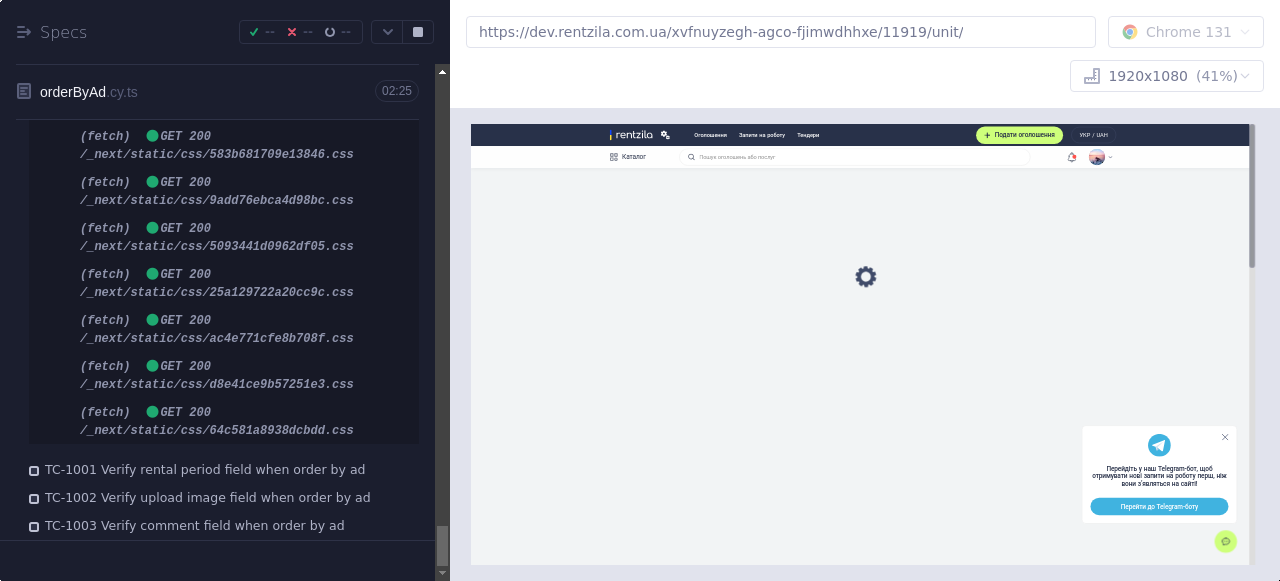 Specs
--
--
--
https://dev.rentzila.com.ua/xvfnuyzegh-agco-fjimwdhhxe/11919/unit/
Chrome 131
1920x1080 (41%)
orderByAd.cy.ts
02:25
(fetch) GET 200
/_next/static/css/583b681709e13846.css
(fetch) GET 200
/_next/static/css/9add76ebca4d98bc.css
(fetch) GET 200
/_next/static/css/5093441d0962df05.css
(fetch) GET 200
/_next/static/css/25a129722a20cc9c.css
(fetch) GET 200
/_next/static/css/ac4e771cfe8b708f.css
(fetch) GET 200
/_next/static/css/d8e41ce9b57251e3.css
(fetch) GET 200
/_next/static/css/64c581a8938dcbdd.css
TC-1001 Verify rental period field when order by ad
TC-1002 Verify upload image field when order by ad
TC-1003 Verify comment field when order by ad
rentzila
Оголошення
Запити на роботу
Тендери
+ Подати оголошення
УКР / UAH
Каталог
Пошук оголошень або послуг
Перейдіть у наш Telegram-бот, щоб
отримувати нові запити на роботу перш, ніж
вони з'являться на сайті!
Перейти до Telegram-боту